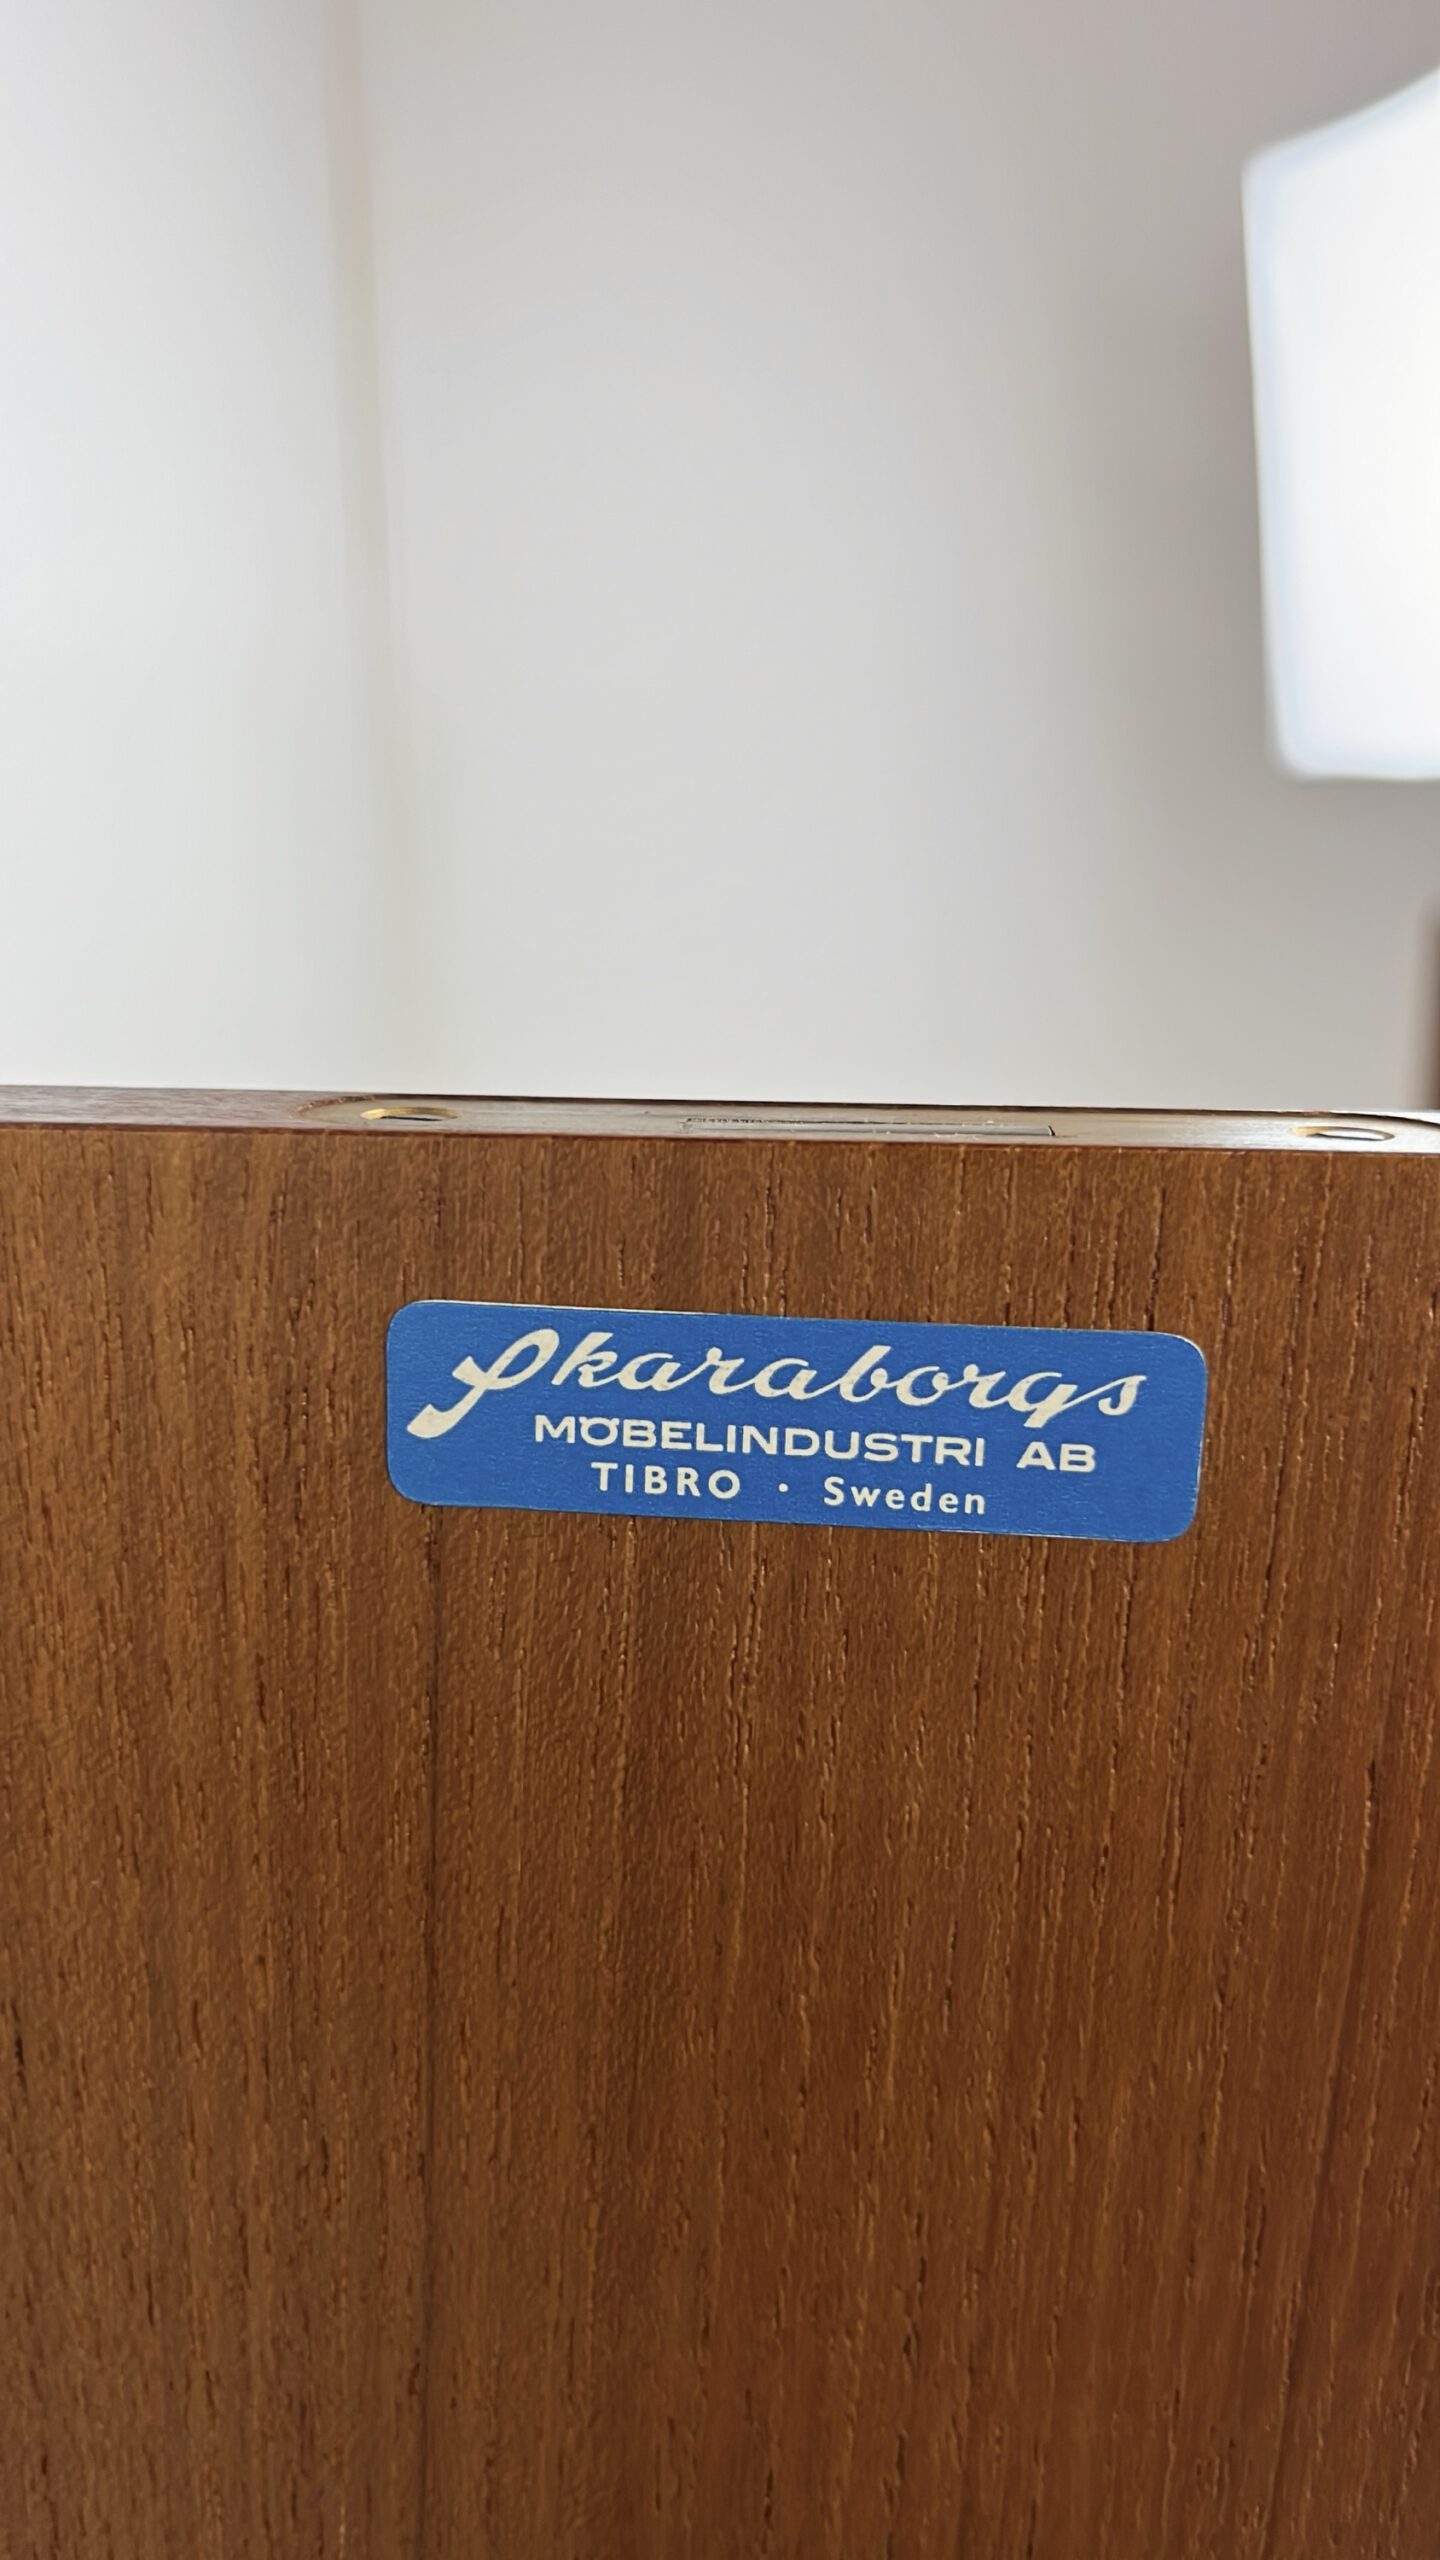 Skaraborgs
MÖBELINDUSTRI AB
TIBRO · Sweden